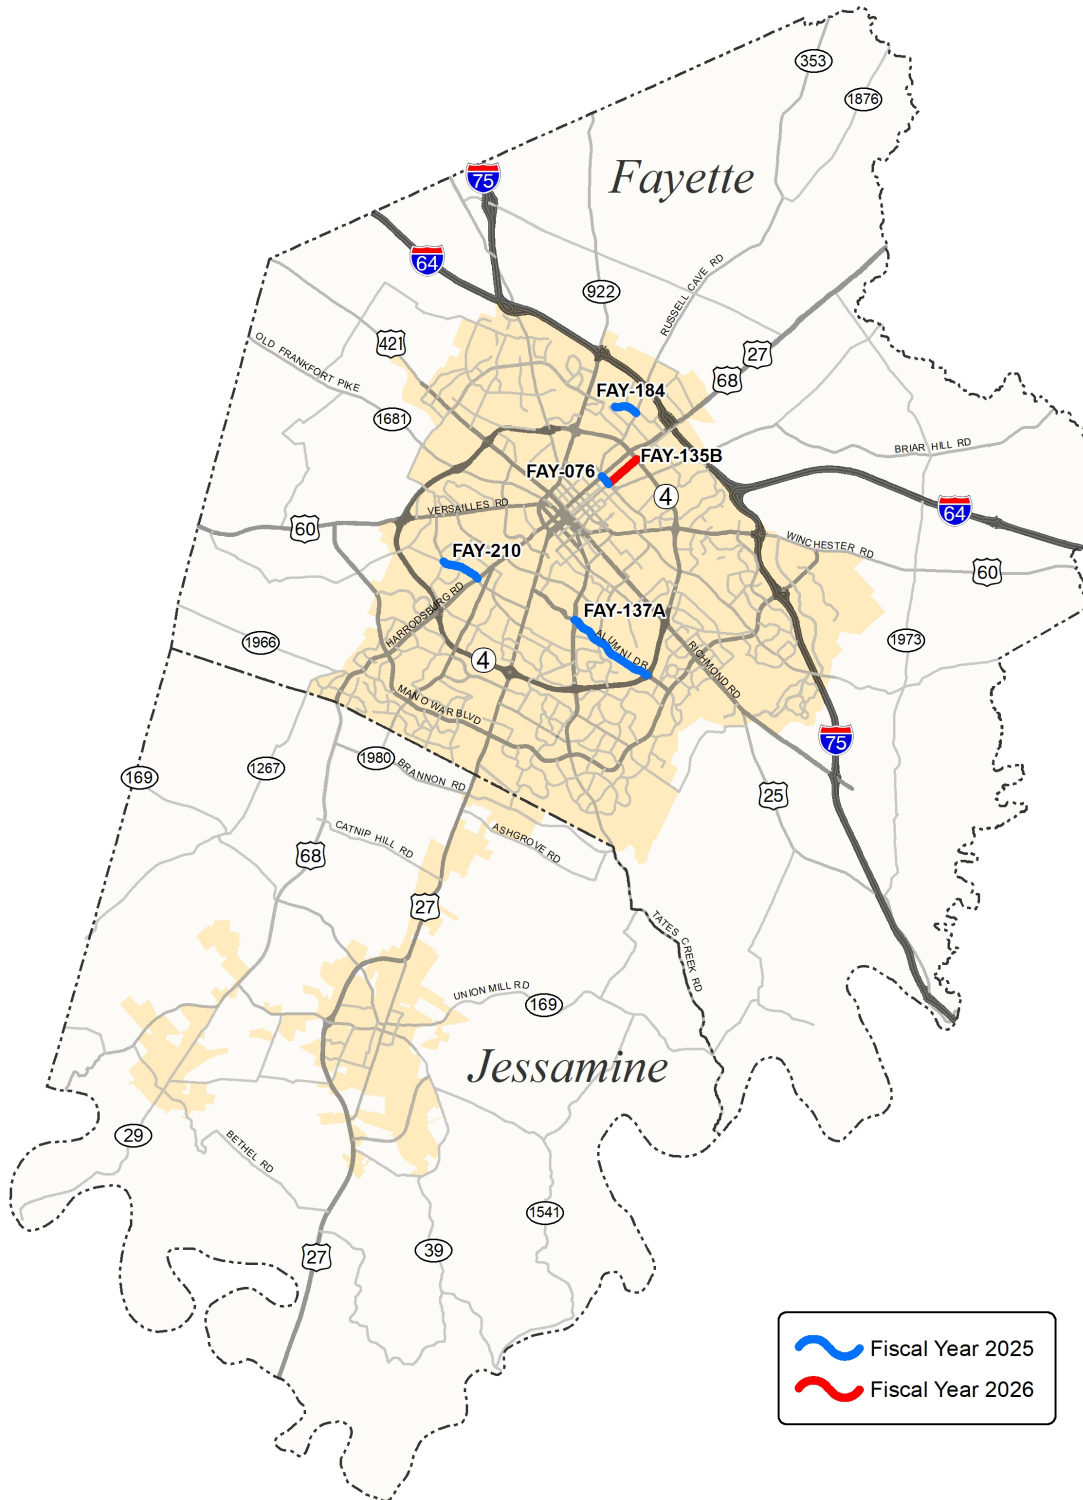 353
1876
75
Fayette
64
922
RUSSELL CAVE RD
421
27
OLD FRANKFORT PIKE
68
FAY-184
1681
BRIAR HILL RD
FAY-135B
FAY-076
4
VERSAILLES RD
64
60
WINCHESTER RD
FAY-210
60
HARRODSBURG RD
FAY-137A
1966
ALUMNI DR
1973
4
RICHMOND RD
MAN O WAR BLVD
75
1980
169
1267
BRANNON RD
25
CATNIP HILL RD
ASHGROVE RD
68
27
TATES CREEK RD
UNION MILL RD
169
Jessamine
29
BETHEL RD
1541
27
39
Fiscal Year 2025
Fiscal Year 2026